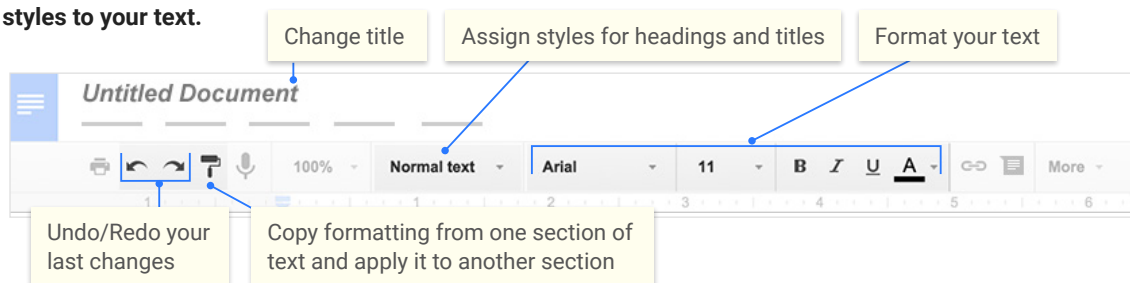 styles to your text.
Change title
Assign styles for headings and titles
Format your text
Untitled Document
100%
Normal text
Arial
11
B
I
U
A
More
1
1
2
3
4
5
6
Undo/Redo your
last changes
Copy formatting from one section of
text and apply it to another section